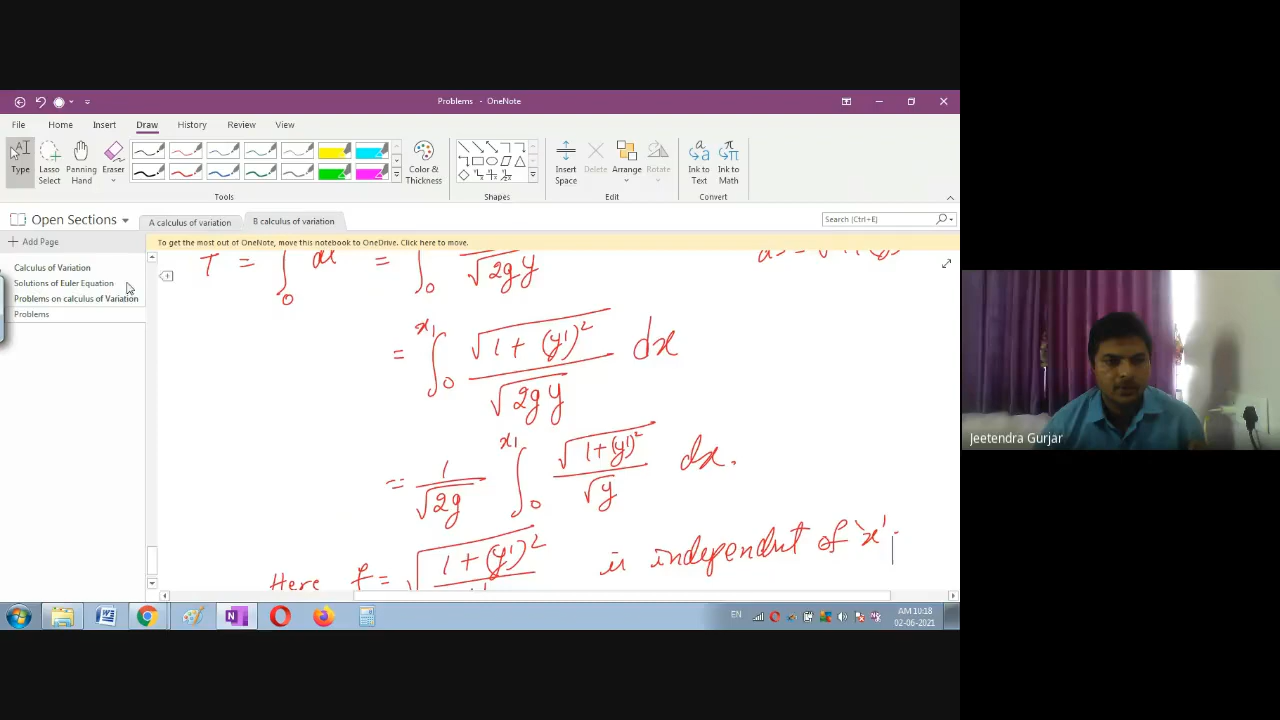 Problems - OneNote
File Home Insert Draw History Review View
Type Lasso Select Panning Hand Eraser Color & Thickness Insert Space Delete Arrange Rotate Ink to Text Ink to Math
Tools Shapes Edit Convert
Open Sections A calculus of variation B calculus of variation Search (Ctrl+E)
Add Page
To get the most out of OneNote, move this notebook to OneDrive. Click here to move.
Calculus of Variation
Solutions of Euler Equation
Problems on calculus of Variation
Problems
= ∫₀^{x₁} √(1 + (y')²) / √(2gy) dx
= 1/√(2g) ∫₀^{x₁} √(1+(y')²) / √y dx.
Here f = √(1 + (y')²) is independent of 'x'
Jeetendra Gurjar
EN
AM 10:18
02-06-2021